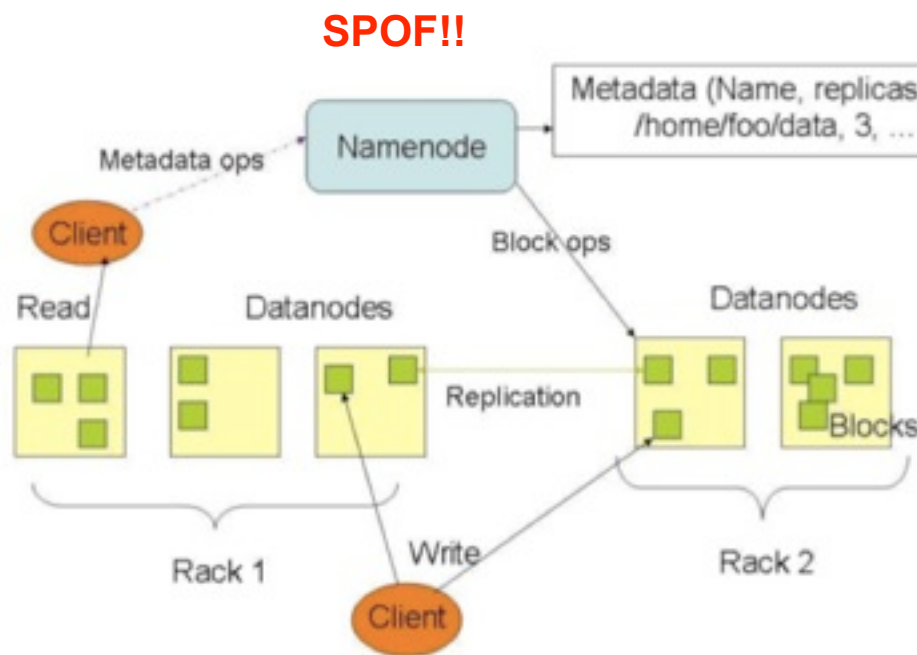 SPOF!!
Metadata (Name, replicas
/home/foo/data, 3, ...
Namenode
Metadata ops
Client
Block ops
Read
Datanodes
Datanodes
Replication
Blocks
Rack 1
Write
Rack 2
Client